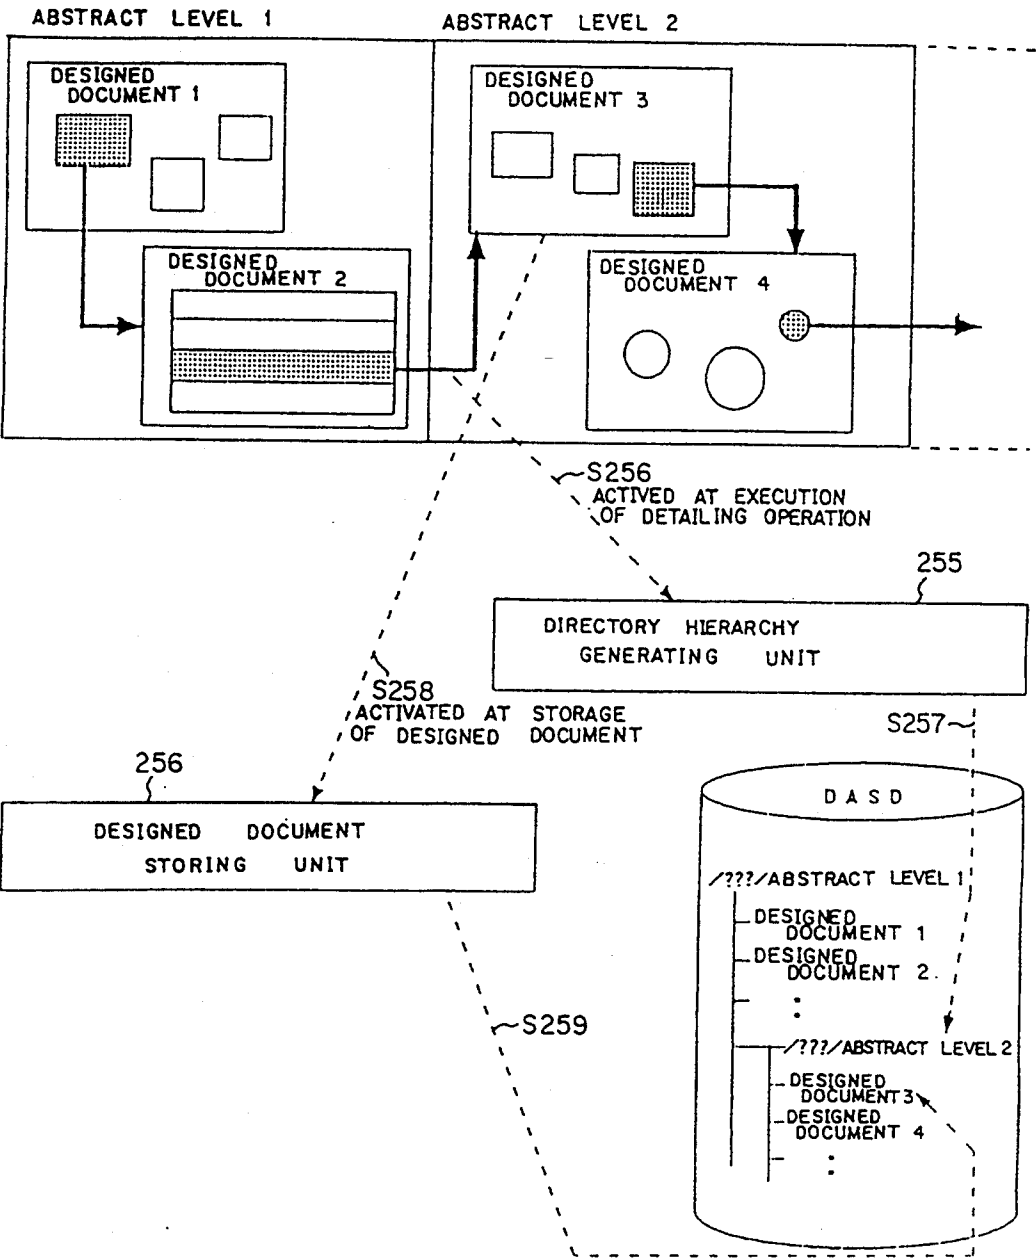 ABSTRACT LEVEL 1
ABSTRACT LEVEL 2
DESIGNED
DOCUMENT 1
DESIGNED
DOCUMENT 2
DESIGNED
DOCUMENT 3
DESIGNED
DOCUMENT 4
S256
ACTIVED AT EXECUTION
OF DETAILING OPERATION
255
DIRECTORY HIERARCHY
GENERATING UNIT
S258
ACTIVATED AT STORAGE
OF DESIGNED DOCUMENT
S257
256
DESIGNED DOCUMENT
STORING UNIT
DASD
/???/ABSTRACT LEVEL 1
DESIGNED
DOCUMENT 1
DESIGNED
DOCUMENT 2
/???/ABSTRACT LEVEL 2
DESIGNED
DOCUMENT 3
DESIGNED
DOCUMENT 4
S259